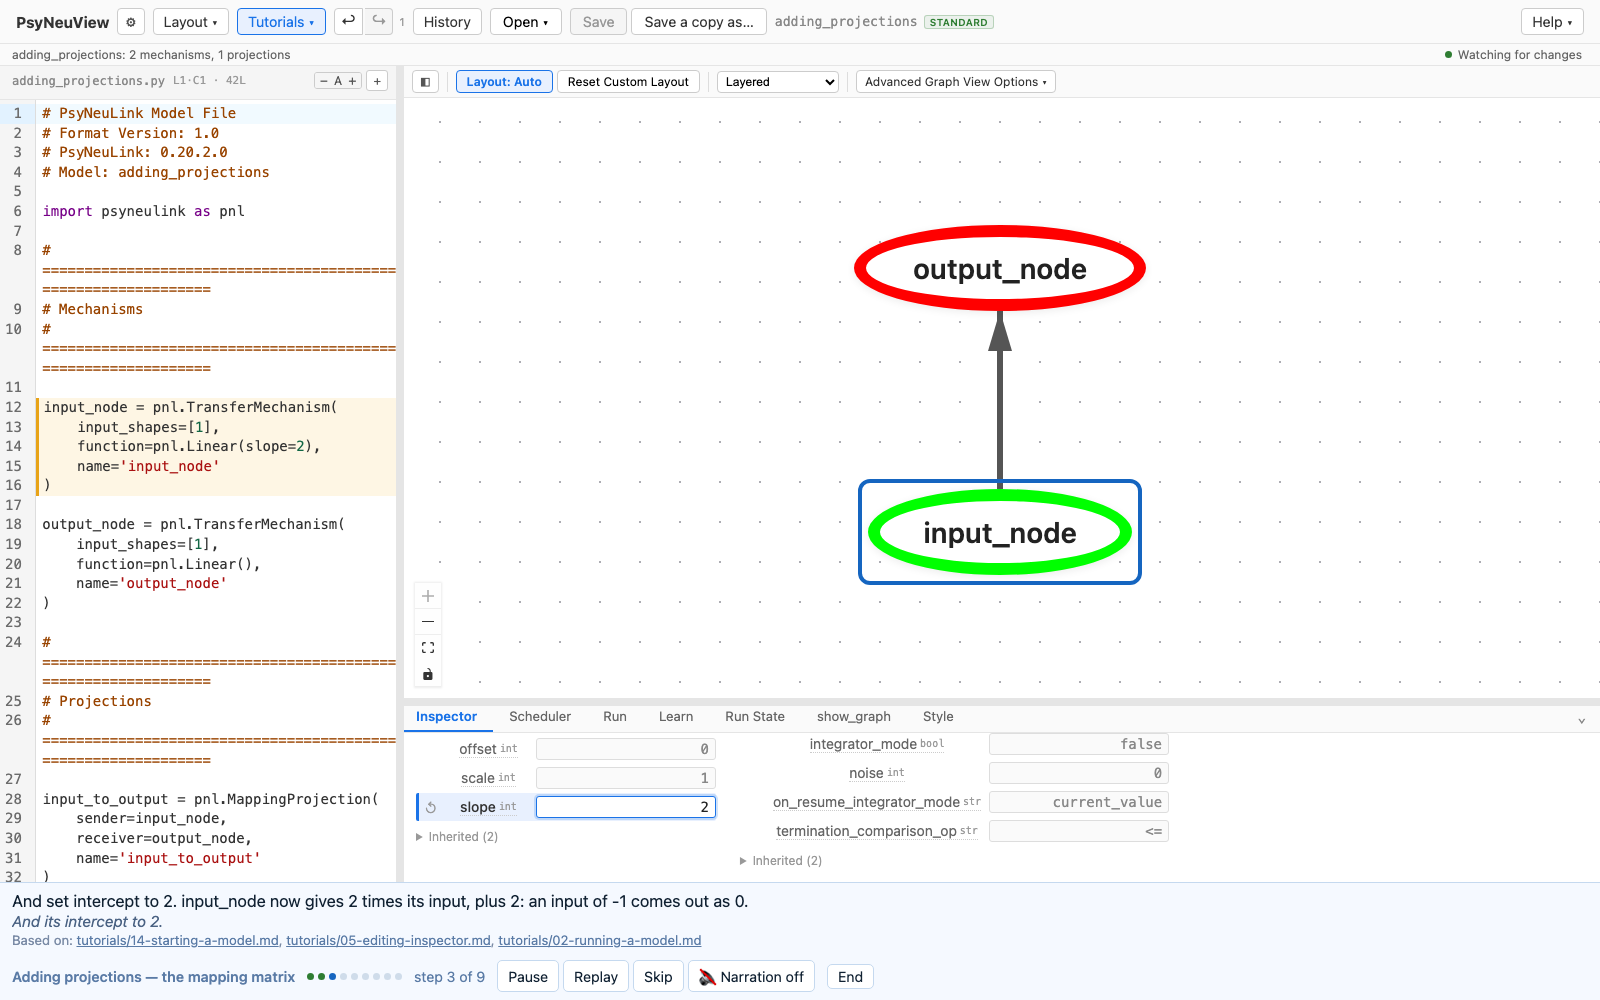 PsyNeuView ⚙ Layout ▾ Tutorials ▾ ↩ ↪ 1 History Open ▾ Save Save a copy as... adding_projections STANDARD Help ▾
adding_projections: 2 mechanisms, 1 projections Watching for changes
adding_projections.py L1·C1 · 42L − A + +
Layout: Auto Reset Custom Layout Layered Advanced Graph View Options ▾
1 # PsyNeuLink Model File
2 # Format Version: 1.0
3 # PsyNeuLink: 0.20.2.0
4 # Model: adding_projections
5
6 import psyneulink as pnl
7
8 #
==========================================
====================
9 # Mechanisms
10 #
==========================================
====================
11
12 input_node = pnl.TransferMechanism(
13 input_shapes=[1],
14 function=pnl.Linear(slope=2),
15 name='input_node'
16 )
17
18 output_node = pnl.TransferMechanism(
19 input_shapes=[1],
20 function=pnl.Linear(),
21 name='output_node'
22 )
23
24 #
==========================================
====================
25 # Projections
26 #
==========================================
====================
27
28 input_to_output = pnl.MappingProjection(
29 sender=input_node,
30 receiver=output_node,
31 name='input_to_output'
32 )
output_node
input_node
Inspector Scheduler Run Learn Run State show_graph Style
offset int 0
scale int 1
slope int 2
▶ Inherited (2)
integrator_mode bool false
noise int 0
on_resume_integrator_mode str current_value
termination_comparison_op str <=
▶ Inherited (2)
And set intercept to 2. input_node now gives 2 times its input, plus 2: an input of -1 comes out as 0.
And its intercept to 2.
Based on: tutorials/14-starting-a-model.md, tutorials/05-editing-inspector.md, tutorials/02-running-a-model.md
Adding projections — the mapping matrix step 3 of 9 Pause Replay Skip Narration off End